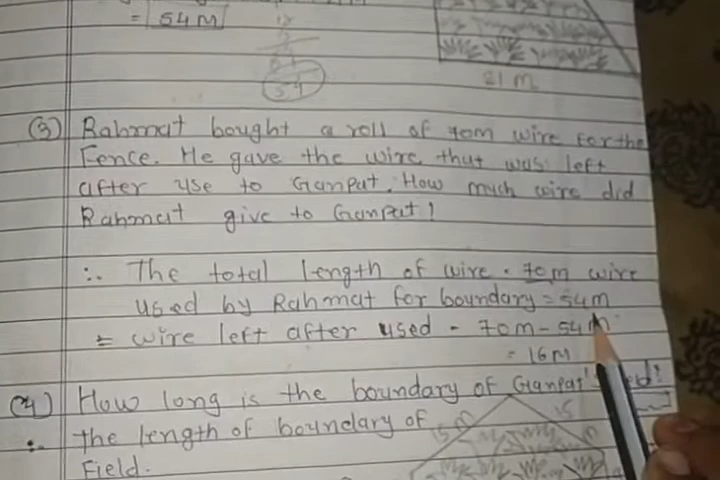 = 54 m
54
21 m
(3) Rahmat bought a roll of 70m wire for the
Fence. He gave the wire that was left
after use to Ganpat. How much wire did
Rahmat give to Ganpat?
∴ The total length of wire = 70m wire
used by Rahmat for boundary = 54m
= wire left after used = 70m - 54m
= 16m
(4) How long is the boundary of Ganpat's
∴ the length of boundary of
Field.
15
15